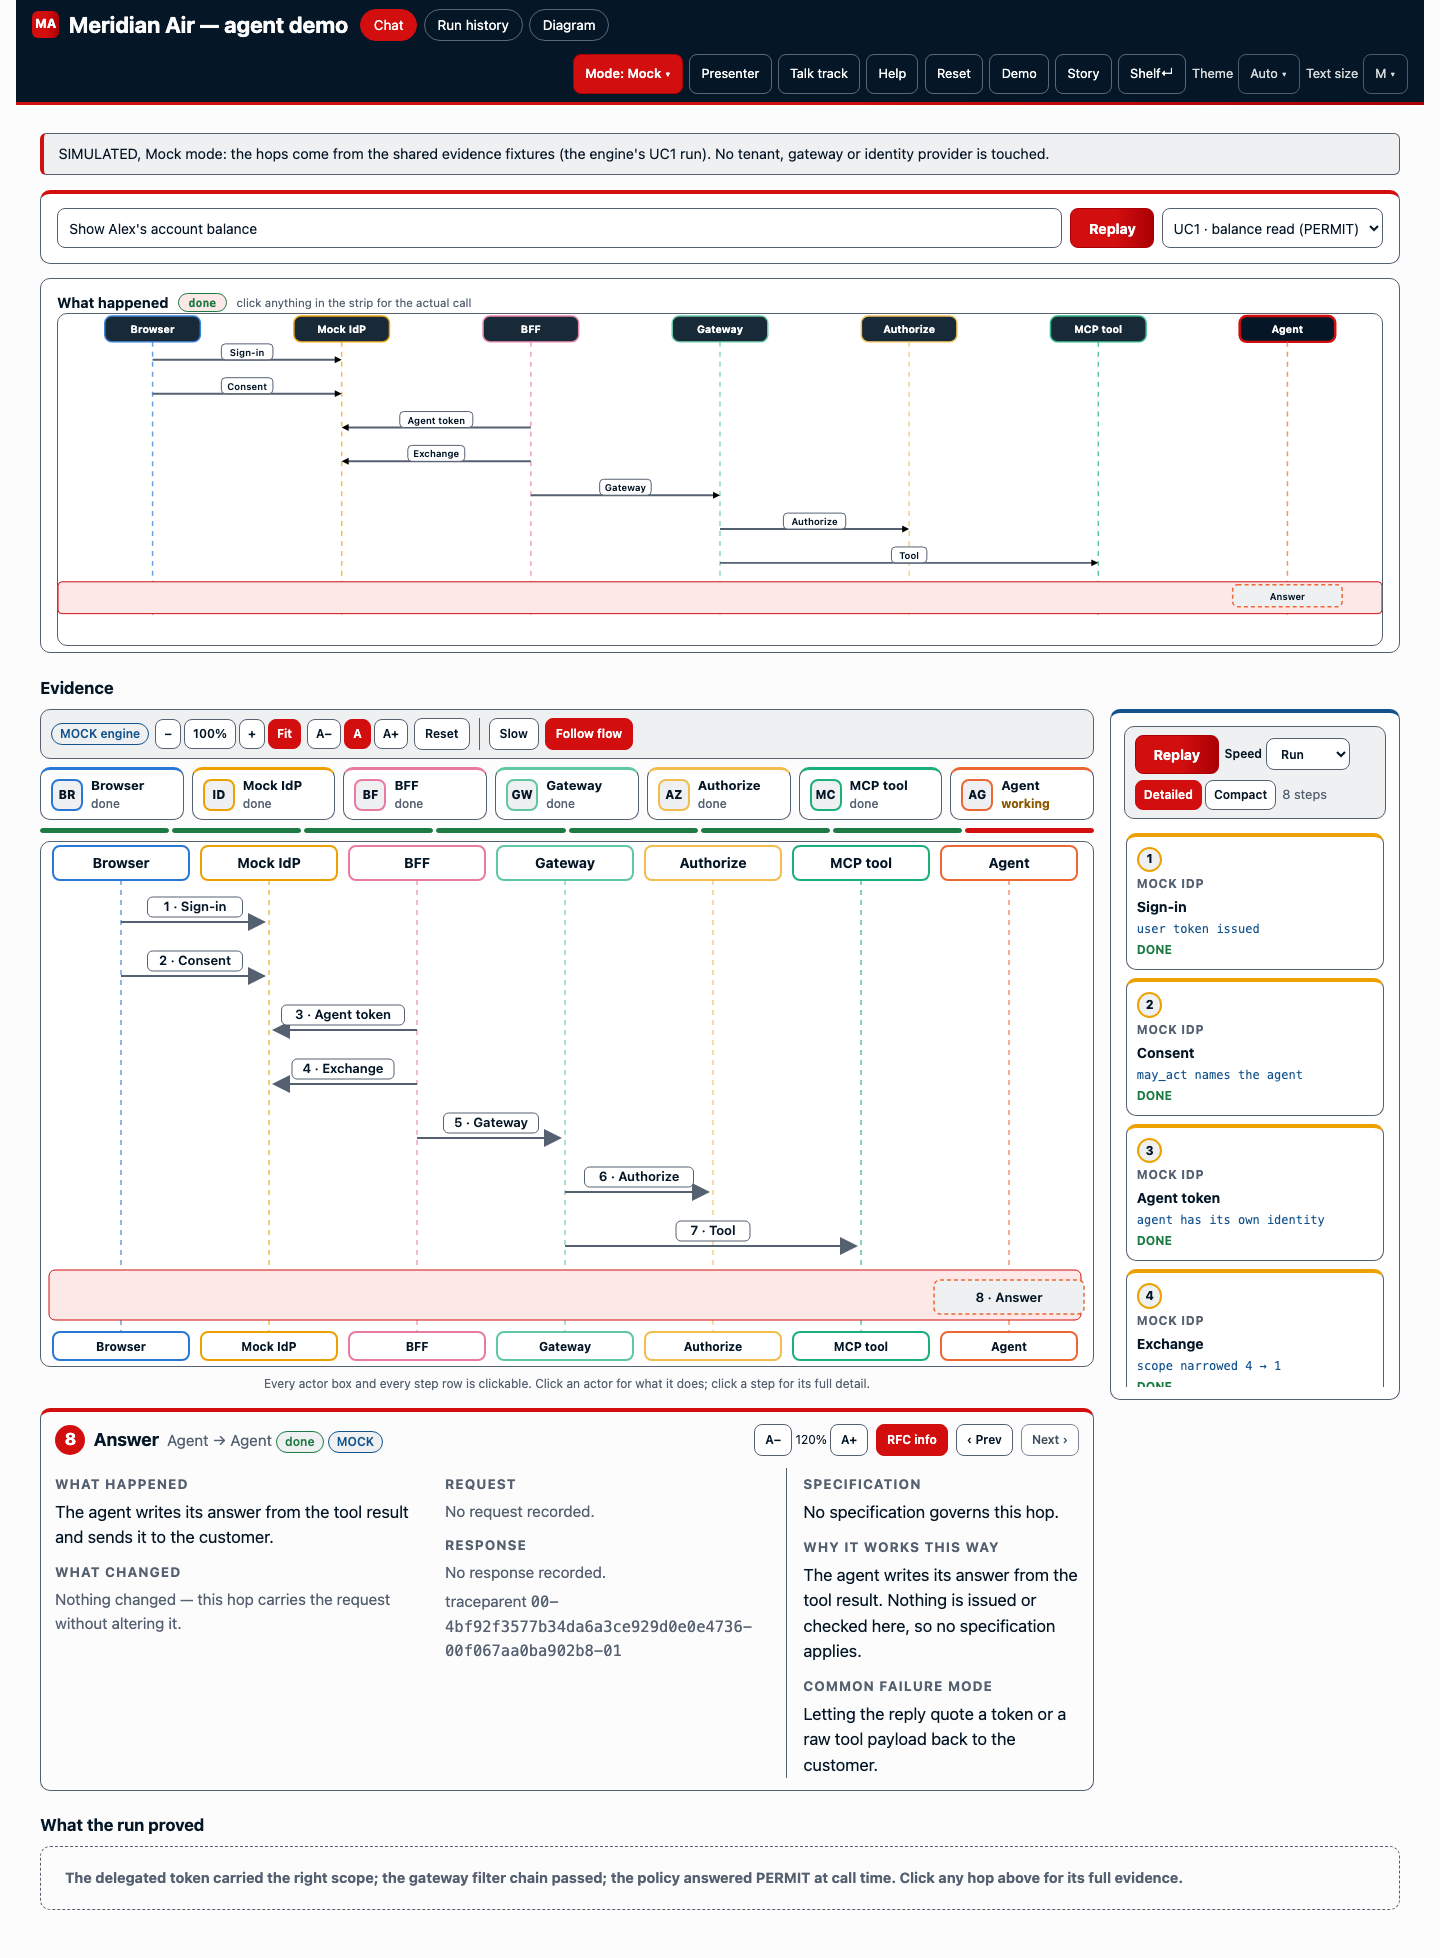 MA Meridian Air — agent demo Chat Run history Diagram
Mode: Mock ▾ Presenter Talk track Help Reset Demo Story Shelf↵ Theme Auto ▾ Text size M ▾
SIMULATED, Mock mode: the hops come from the shared evidence fixtures (the engine's UC1 run). No tenant, gateway or identity provider is touched.
Show Alex's account balance Replay UC1 · balance read (PERMIT)
What happened done click anything in the strip for the actual call
Browser Mock IdP BFF Gateway Authorize MCP tool Agent
Sign-in
Consent
Agent token
Exchange
Gateway
Authorize
Tool
Answer
Evidence
MOCK engine − 100% + Fit A− A A+ Reset Slow Follow flow
BR Browser done
ID Mock IdP done
BF BFF done
GW Gateway done
AZ Authorize done
MC MCP tool done
AG Agent working
Browser Mock IdP BFF Gateway Authorize MCP tool Agent
1 · Sign-in
2 · Consent
3 · Agent token
4 · Exchange
5 · Gateway
6 · Authorize
7 · Tool
8 · Answer
Browser Mock IdP BFF Gateway Authorize MCP tool Agent
Every actor box and every step row is clickable. Click an actor for what it does; click a step for its full detail.
Replay Speed Run
Detailed Compact 8 steps
1
MOCK IDP
Sign-in
user token issued
DONE
2
MOCK IDP
Consent
may_act names the agent
DONE
3
MOCK IDP
Agent token
agent has its own identity
DONE
4
MOCK IDP
Exchange
scope narrowed 4 → 1
DONE
8 Answer Agent → Agent done MOCK A− 120% A+ RFC info ‹ Prev Next ›
WHAT HAPPENED
The agent writes its answer from the tool result
and sends it to the customer.
WHAT CHANGED
Nothing changed — this hop carries the request
without altering it.
REQUEST
No request recorded.
RESPONSE
No response recorded.
traceparent 00-
4bf92f3577b34da6a3ce929d0e0e4736-
00f067aa0ba902b8-01
SPECIFICATION
No specification governs this hop.
WHY IT WORKS THIS WAY
The agent writes its answer from the
tool result. Nothing is issued or
checked here, so no specification
applies.
COMMON FAILURE MODE
Letting the reply quote a token or a
raw tool payload back to the
customer.
What the run proved
The delegated token carried the right scope; the gateway filter chain passed; the policy answered PERMIT at call time. Click any hop above for its full evidence.